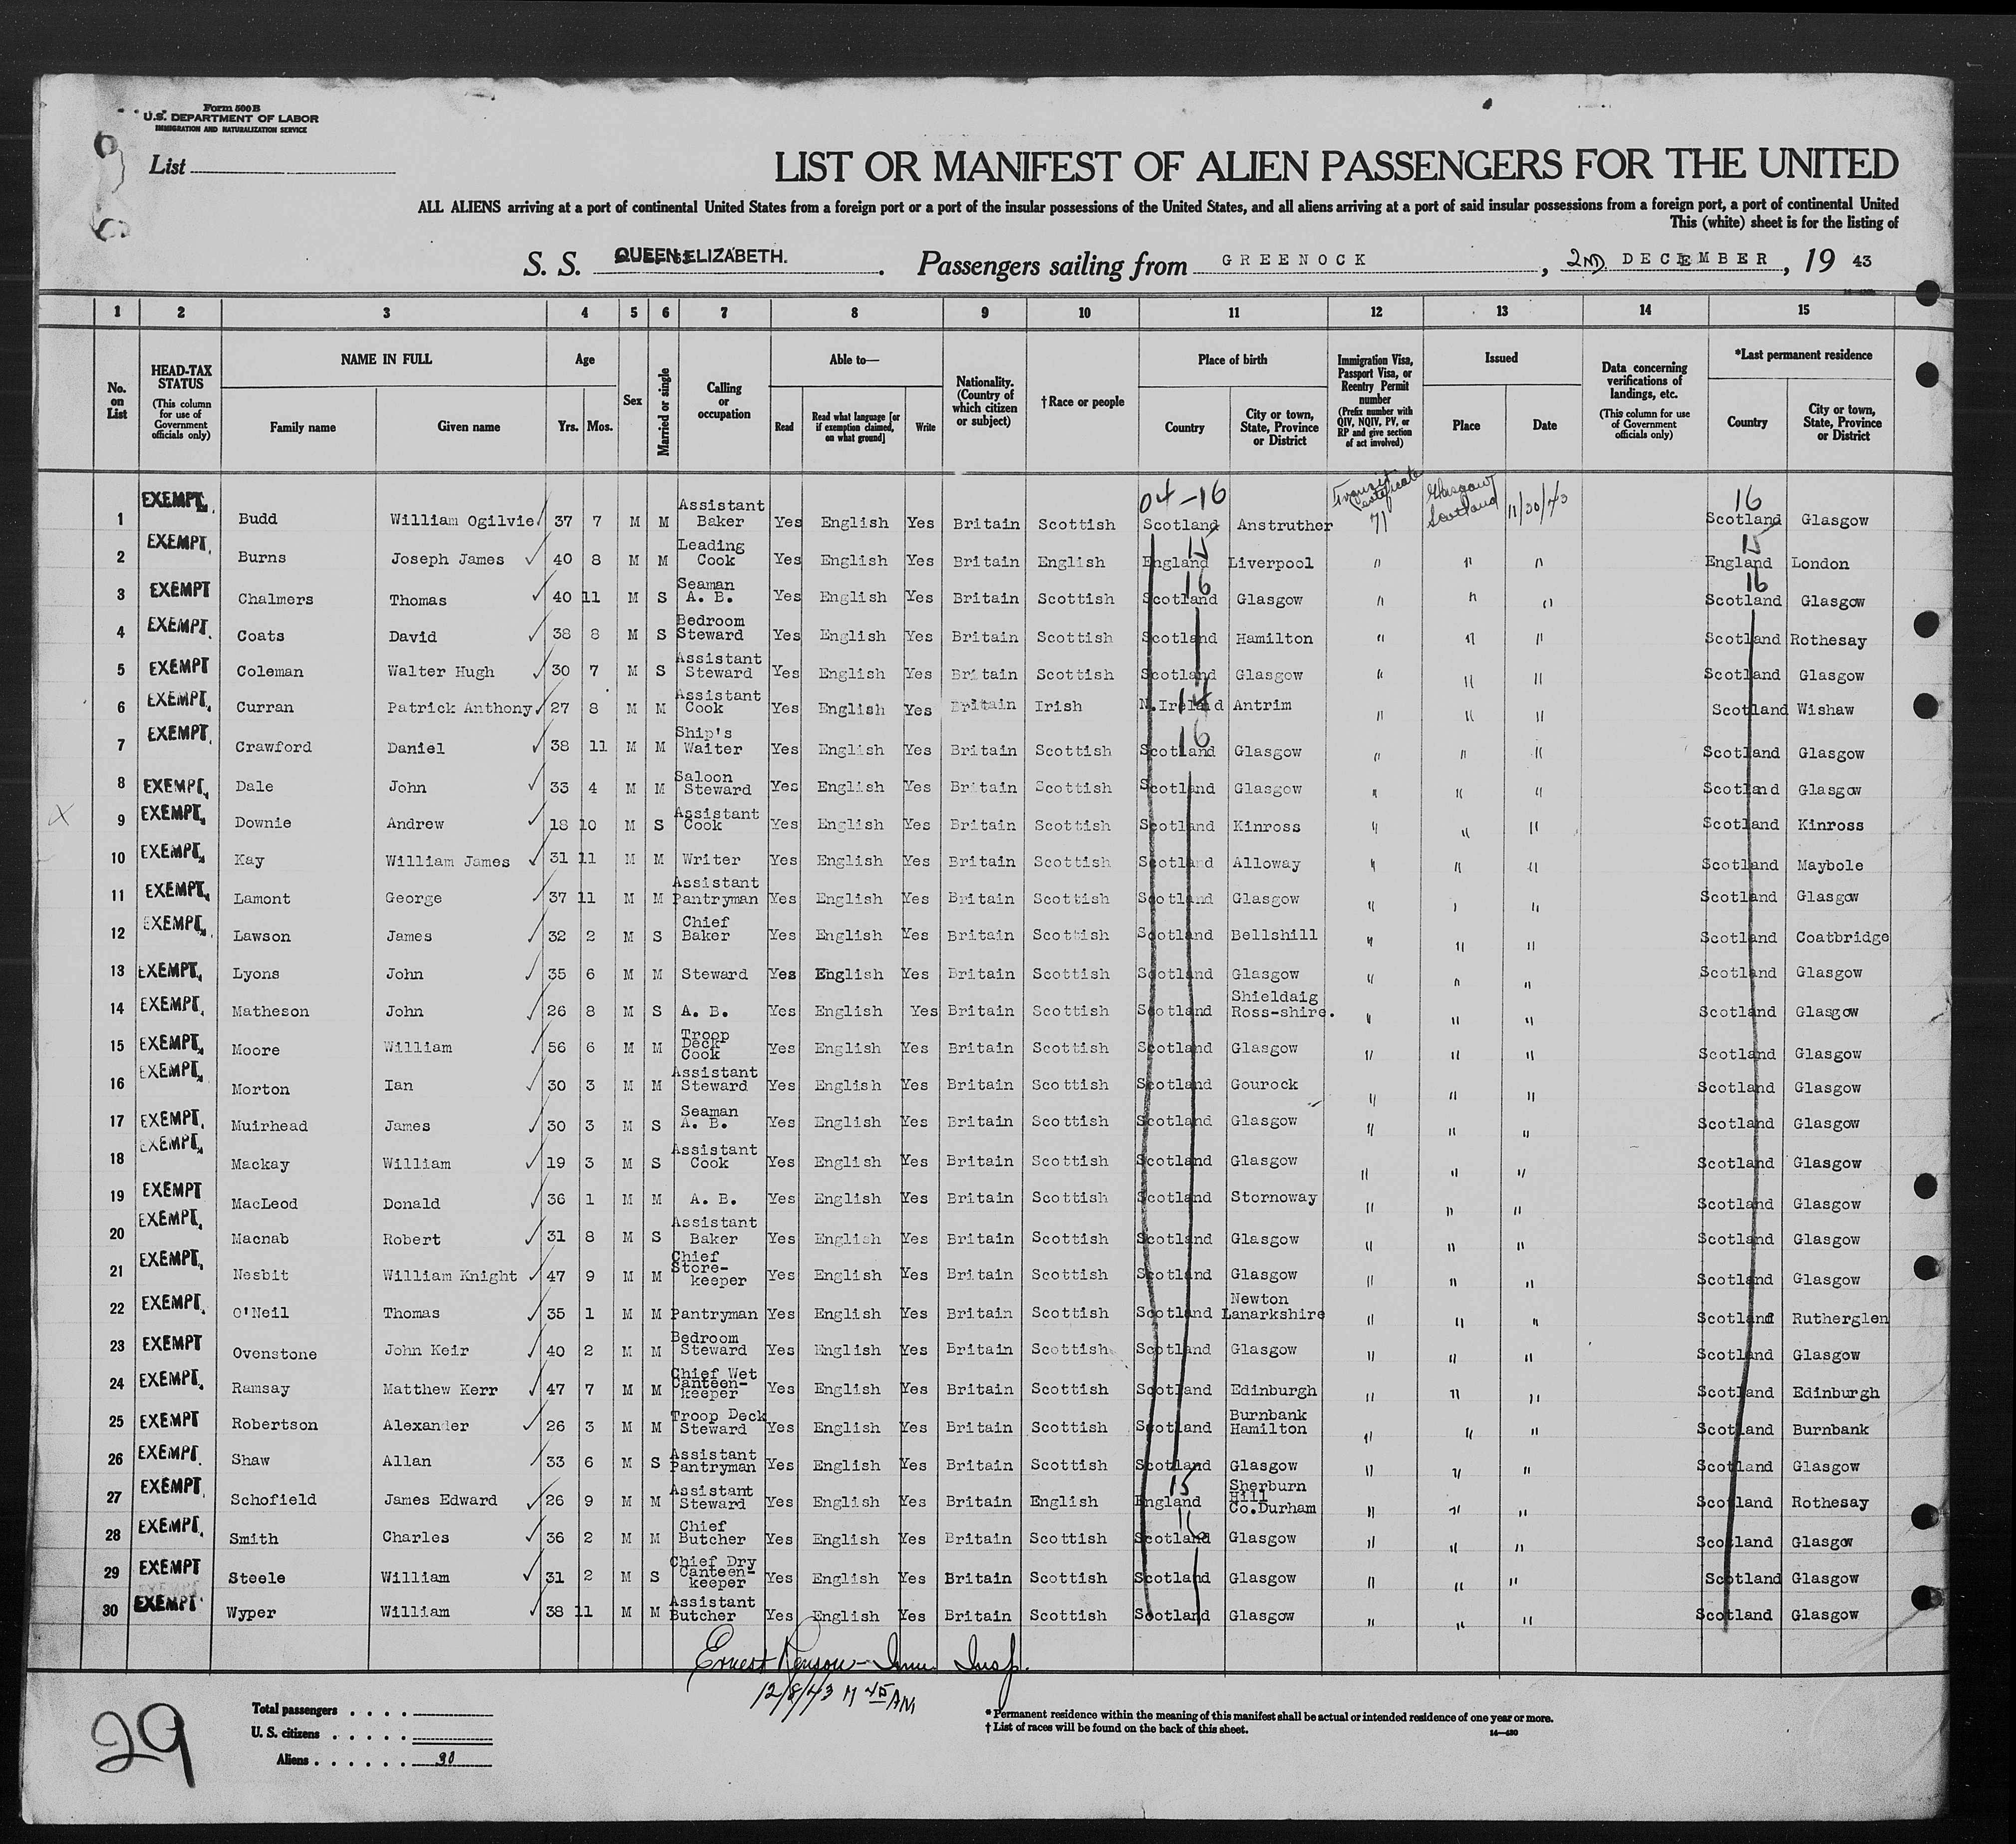 Form 500 B
U.S. DEPARTMENT OF LABOR
IMMIGRATION AND NATURALIZATION SERVICE
List
LIST OR MANIFEST OF ALIEN PASSENGERS FOR THE UNITED
ALL ALIENS arriving at a port of continental United States from a foreign port or a port of the insular possessions of the United States, and all aliens arriving at a port of said insular possessions from a foreign port, a port of continental United
This (white) sheet is for the listing of
S. S. QUEEN ELIZABETH. Passengers sailing from GREENOCK, 2ND DECEMBER, 19 43
1 2 3 4 5 6 7 8 9 10 11 12 13 14 15
No. on List
HEAD-TAX STATUS (This column for use of Government officials only)
NAME IN FULL Family name Given name
Age Yrs. Mos.
Sex
Married or single
Calling or occupation
Able to— Read Read what language [or if exemption claimed, on what ground] Write
Nationality. (Country of which citizen or subject)
†Race or people
Place of birth Country City or town, State, Province or District
Immigration Visa, Passport Visa, or Reentry Permit number (Prefix number with QIV, NQIV, PV, or RP and give section of act involved)
Issued Place Date
Data concerning verifications of landings, etc. (This column for use of Government officials only)
*Last permanent residence Country City or town, State, Province or District
04-16 16
1 EXEMPT Budd William Ogilvie 37 7 M M Assistant Baker Yes English Yes Britain Scottish Scotland Anstruther Transit Certificate 71 Glasgow Scotland 11/30/43 Scotland Glasgow
15 15
2 EXEMPT Burns Joseph James 40 8 M M Leading Cook Yes English Yes Britain English England Liverpool " " " England London
16 16
3 EXEMPT Chalmers Thomas 40 11 M S Seaman A. B. Yes English Yes Britain Scottish Scotland Glasgow " " " Scotland Glasgow
4 EXEMPT Coats David 38 8 M S Bedroom Steward Yes English Yes Britain Scottish Scotland Hamilton " " " Scotland Rothesay
5 EXEMPT Coleman Walter Hugh 30 7 M S Assistant Steward Yes English Yes Britain Scottish Scotland Glasgow " " " Scotland Glasgow
14
6 EXEMPT Curran Patrick Anthony 27 8 M M Assistant Cook Yes English Yes Britain Irish N.Ireland Antrim " " " Scotland Wishaw
16
7 EXEMPT Crawford Daniel 38 11 M M Ship's Waiter Yes English Yes Britain Scottish Scotland Glasgow " " " Scotland Glasgow
8 EXEMPT Dale John 33 4 M M Saloon Steward Yes English Yes Britain Scottish Scotland Glasgow " " " Scotland Glasgow
X 9 EXEMPT Downie Andrew 18 10 M S Assistant Cook Yes English Yes Britain Scottish Scotland Kinross " " " Scotland Kinross
10 EXEMPT Kay William James 31 11 M M Writer Yes English Yes Britain Scottish Scotland Alloway " " " Scotland Maybole
11 EXEMPT Lamont George 37 11 M M Assistant Pantryman Yes English Yes Britain Scottish Scotland Glasgow " " " Scotland Glasgow
12 EXEMPT Lawson James 32 2 M S Chief Baker Yes English Yes Britain Scottish Scotland Bellshill " " " Scotland Coatbridge
13 EXEMPT Lyons John 35 6 M M Steward Yes English Yes Britain Scottish Scotland Glasgow " " " Scotland Glasgow
14 EXEMPT Matheson John 26 8 M S A. B. Yes English Yes Britain Scottish Scotland Shieldaig Ross-shire. " " " Scotland Glasgow
15 EXEMPT Moore William 56 6 M M Troop Deck Cook Yes English Yes Britain Scottish Scotland Glasgow " " " Scotland Glasgow
16 EXEMPT Morton Ian 30 3 M M Assistant Steward Yes English Yes Britain Scottish Scotland Gourock " " " Scotland Glasgow
17 EXEMPT Muirhead James 30 3 M S Seaman A. B. Yes English Yes Britain Scottish Scotland Glasgow " " " Scotland Glasgow
18 EXEMPT Mackay William 19 3 M S Assistant Cook Yes English Yes Britain Scottish Scotland Glasgow " " " Scotland Glasgow
19 EXEMPT MacLeod Donald 36 1 M M A. B. Yes English Yes Britain Scottish Scotland Stornoway " " " Scotland Glasgow
20 EXEMPT Macnab Robert 31 8 M S Assistant Baker Yes English Yes Britain Scottish Scotland Glasgow " " " Scotland Glasgow
21 EXEMPT Nesbit William Knight 47 9 M M Chief Store-keeper Yes English Yes Britain Scottish Scotland Glasgow " " " Scotland Glasgow
22 EXEMPT O'Neil Thomas 35 1 M M Pantryman Yes English Yes Britain Scottish Scotland Newton Lanarkshire " " " Scotland Rutherglen
23 EXEMPT Ovenstone John Keir 40 2 M M Bedroom Steward Yes English Yes Britain Scottish Scotland Glasgow " " " Scotland Glasgow
24 EXEMPT Ramsay Matthew Kerr 47 7 M M Chief Wet Canteen-keeper Yes English Yes Britain Scottish Scotland Edinburgh " " " Scotland Edinburgh
25 EXEMPT Robertson Alexander 26 3 M M Troop Deck Steward Yes English Yes Britain Scottish Scotland Burnbank Hamilton " " " Scotland Burnbank
26 EXEMPT Shaw Allan 33 6 M S Assistant Pantryman Yes English Yes Britain Scottish Scotland Glasgow " " " Scotland Glasgow
15
27 EXEMPT Schofield James Edward 26 9 M M Assistant Steward Yes English Yes Britain English England Sherburn Hill Co.Durham " " " Scotland Rothesay
16
28 EXEMPT Smith Charles 36 2 M M Chief Butcher Yes English Yes Britain Scottish Scotland Glasgow " " " Scotland Glasgow
29 EXEMPT Steele William 31 2 M S Chief Dry Canteen-keeper Yes English Yes Britain Scottish Scotland Glasgow " " " Scotland Glasgow
30 EXEMPT Wyper William 38 11 M M Assistant Butcher Yes English Yes Britain Scottish Scotland Glasgow " " " Scotland Glasgow
Ernest Insp.
12/8/43 11 45 AM
29
Total passengers
U. S. citizens
Aliens 30
* Permanent residence within the meaning of this manifest shall be actual or intended residence of one year or more.
† List of races will be found on the back of this sheet.